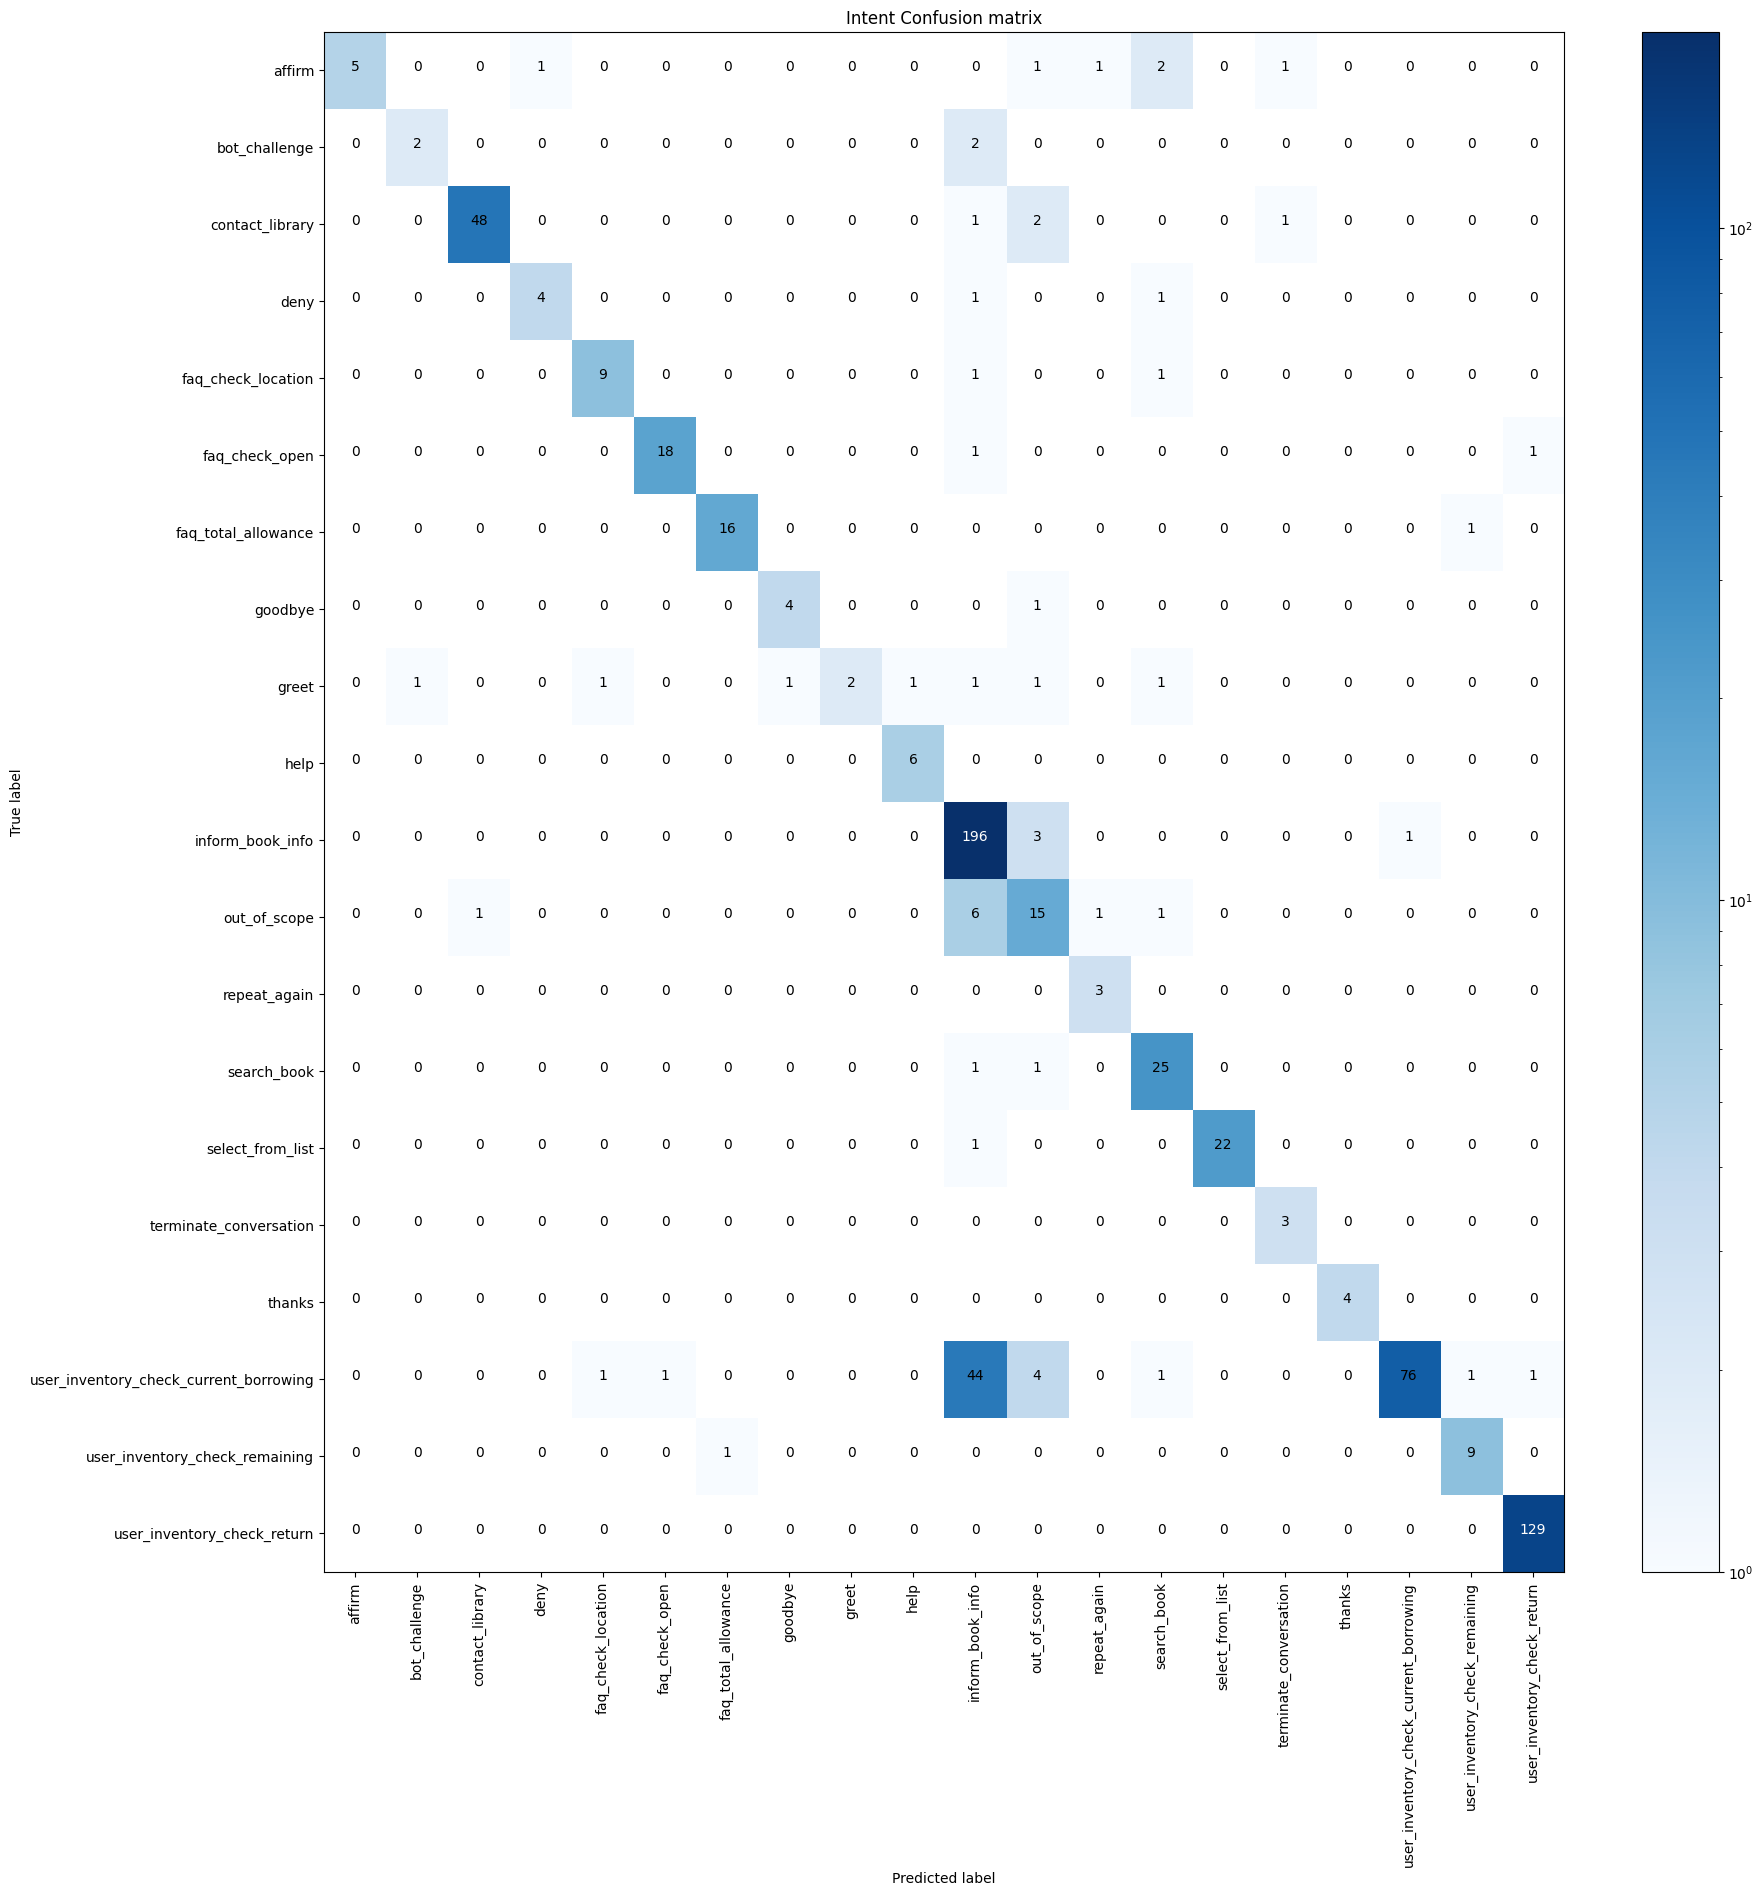 Intent Confusion matrix
True label
affirm 5 0 0 1 0 0 0 0 0 0 0 1 1 2 0 1 0 0 0 0
bot_challenge 0 2 0 0 0 0 0 0 0 0 2 0 0 0 0 0 0 0 0 0
contact_library 0 0 48 0 0 0 0 0 0 0 1 2 0 0 0 1 0 0 0 0
deny 0 0 0 4 0 0 0 0 0 0 1 0 0 1 0 0 0 0 0 0
faq_check_location 0 0 0 0 9 0 0 0 0 0 1 0 0 1 0 0 0 0 0 0
faq_check_open 0 0 0 0 0 18 0 0 0 0 1 0 0 0 0 0 0 0 0 1
faq_total_allowance 0 0 0 0 0 0 16 0 0 0 0 0 0 0 0 0 0 0 1 0
goodbye 0 0 0 0 0 0 0 4 0 0 0 1 0 0 0 0 0 0 0 0
greet 0 1 0 0 1 0 0 1 2 1 1 1 0 1 0 0 0 0 0 0
help 0 0 0 0 0 0 0 0 0 6 0 0 0 0 0 0 0 0 0 0
inform_book_info 0 0 0 0 0 0 0 0 0 0 196 3 0 0 0 0 0 1 0 0
out_of_scope 0 0 1 0 0 0 0 0 0 0 6 15 1 1 0 0 0 0 0 0
repeat_again 0 0 0 0 0 0 0 0 0 0 0 0 3 0 0 0 0 0 0 0
search_book 0 0 0 0 0 0 0 0 0 0 1 1 0 25 0 0 0 0 0 0
select_from_list 0 0 0 0 0 0 0 0 0 0 1 0 0 0 22 0 0 0 0 0
terminate_conversation 0 0 0 0 0 0 0 0 0 0 0 0 0 0 0 3 0 0 0 0
thanks 0 0 0 0 0 0 0 0 0 0 0 0 0 0 0 0 4 0 0 0
user_inventory_check_current_borrowing 0 0 0 0 1 1 0 0 0 0 44 4 0 1 0 0 0 76 1 1
user_inventory_check_remaining 0 0 0 0 0 0 1 0 0 0 0 0 0 0 0 0 0 0 9 0
user_inventory_check_return 0 0 0 0 0 0 0 0 0 0 0 0 0 0 0 0 0 0 0 129
affirm
bot_challenge
contact_library
deny
faq_check_location
faq_check_open
faq_total_allowance
goodbye
greet
help
inform_book_info
out_of_scope
repeat_again
search_book
select_from_list
terminate_conversation
thanks
user_inventory_check_current_borrowing
user_inventory_check_remaining
user_inventory_check_return
Predicted label
10²
10¹
10⁰